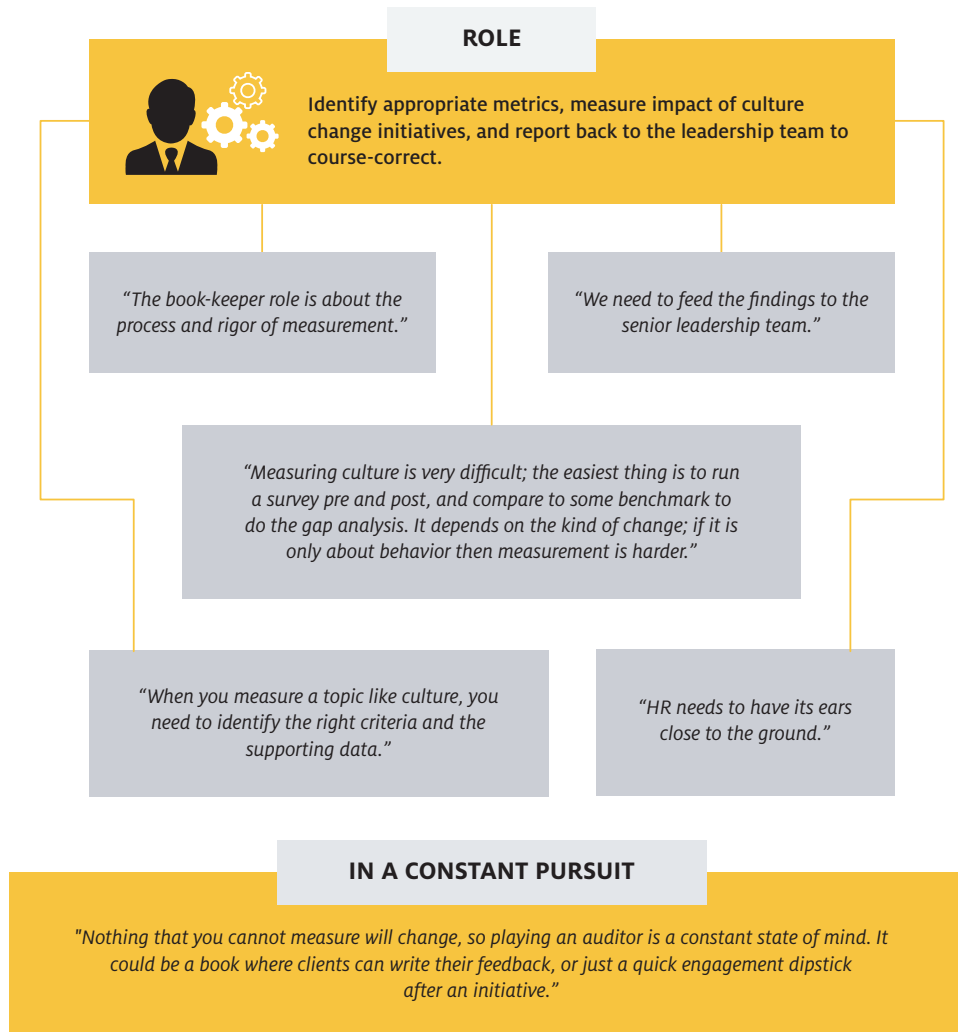 ROLE
Identify appropriate metrics, measure impact of culture
change initiatives, and report back to the leadership team to
course-correct.
“The book-keeper role is about the
process and rigor of measurement.”
“We need to feed the findings to the
senior leadership team.”
“Measuring culture is very difficult; the easiest thing is to run
a survey pre and post, and compare to some benchmark to
do the gap analysis. It depends on the kind of change; if it is
only about behavior then measurement is harder.”
“When you measure a topic like culture, you
need to identify the right criteria and the
supporting data.”
“HR needs to have its ears
close to the ground.”
IN A CONSTANT PURSUIT
"Nothing that you cannot measure will change, so playing an auditor is a constant state of mind. It
could be a book where clients can write their feedback, or just a quick engagement dipstick
after an initiative.”